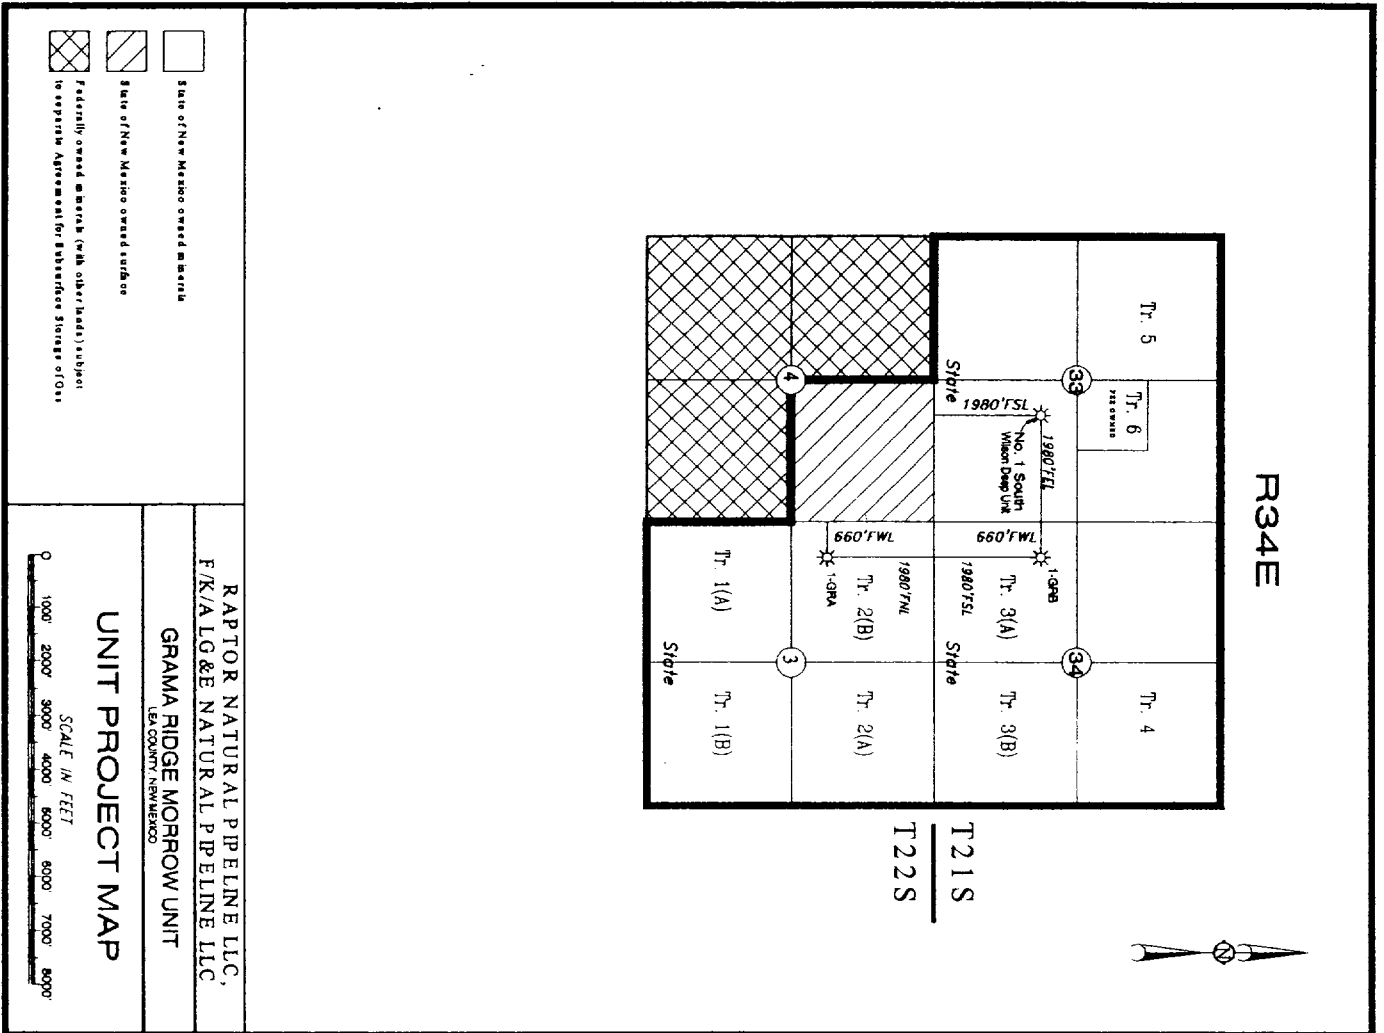 R34E
Tr. 5
33
Tr. 6
FEE OWNED
34
Tr. 4
State
1980'FSL
1980'FEL
No. 1 South
Wilson Deep Unit
660'FWL
1-GRB
Tr. 3(A)
1980'FSL
State
Tr. 3(B)
T21S
T22S
4
660'FWL
1-GRA
1980'FNL
Tr. 2(B)
3
Tr. 2(A)
Tr. 1(A)
State
Tr. 1(B)
N
State of New Mexico owned minerals
State of New Mexico owned surface
Federally owned minerals (with other lands) subject
to separate Agreement for Subsurface Storage of Gas
RAPTOR NATURAL PIPELINE LLC,
F/K/A LG&E NATURAL PIPELINE LLC
GRAMA RIDGE MORROW UNIT
LEA COUNTY, NEW MEXICO
UNIT PROJECT MAP
SCALE IN FEET
0 1000' 2000' 3000' 4000' 5000' 6000' 7000' 8000'